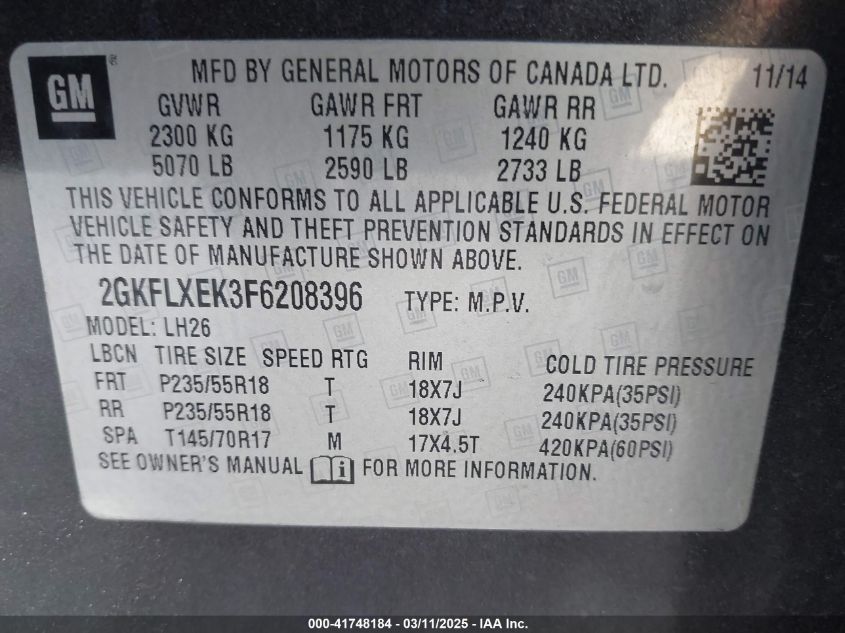 GM
MFD BY GENERAL MOTORS OF CANADA LTD. 11/14
GVWR GAWR FRT GAWR RR
2300 KG 1175 KG 1240 KG
5070 LB 2590 LB 2733 LB
THIS VEHICLE CONFORMS TO ALL APPLICABLE U.S. FEDERAL MOTOR
VEHICLE SAFETY AND THEFT PREVENTION STANDARDS IN EFFECT ON
THE DATE OF MANUFACTURE SHOWN ABOVE.
2GKFLXEK3F6208396 TYPE: M.P.V.
MODEL: LH26
LBCN TIRE SIZE SPEED RTG RIM COLD TIRE PRESSURE
FRT P235/55R18 T 18X7J 240KPA(35PSI)
RR P235/55R18 T 18X7J 240KPA(35PSI)
SPA T145/70R17 M 17X4.5T 420KPA(60PSI)
SEE OWNER'S MANUAL i FOR MORE INFORMATION.
000-41748184 - 03/11/2025 - IAA Inc.